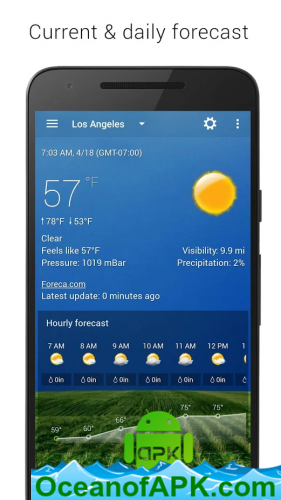 Current & daily forecast
Los Angeles
7:03 AM, 4/18 (GMT-07:00)
57 °F
↑78°F ↓53°F
Clear
Feels like 57°F
Visibility: 9.9 mi
Pressure: 1019 mBar
Precipitation: 2%
Foreca.com
Latest update: 0 minutes ago
Hourly forecast
7 AM 8 AM 9 AM 10 AM 11 AM 12 PM
0in 0in 0in 0in 0in 0in
59° 60° 66° 75° 75°
apk
OceanofAPK.com